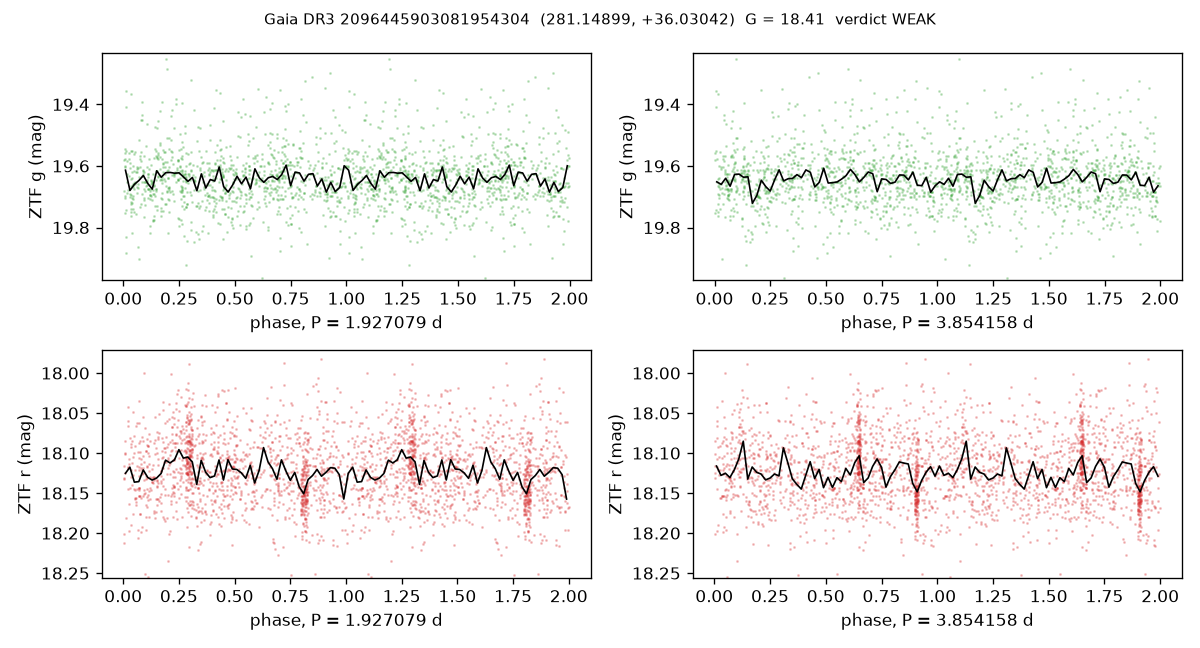 Gaia DR3 2096445903081954304 (281.14899, +36.03042) G = 18.41 verdict WEAK
ZTF g (mag)
19.4
19.6
19.8
0.00 0.25 0.50 0.75 1.00 1.25 1.50 1.75 2.00
phase, P = 1.927079 d
ZTF g (mag)
19.4
19.6
19.8
0.00 0.25 0.50 0.75 1.00 1.25 1.50 1.75 2.00
phase, P = 3.854158 d
ZTF r (mag)
18.00
18.05
18.10
18.15
18.20
18.25
0.00 0.25 0.50 0.75 1.00 1.25 1.50 1.75 2.00
phase, P = 1.927079 d
ZTF r (mag)
18.00
18.05
18.10
18.15
18.20
18.25
0.00 0.25 0.50 0.75 1.00 1.25 1.50 1.75 2.00
phase, P = 3.854158 d